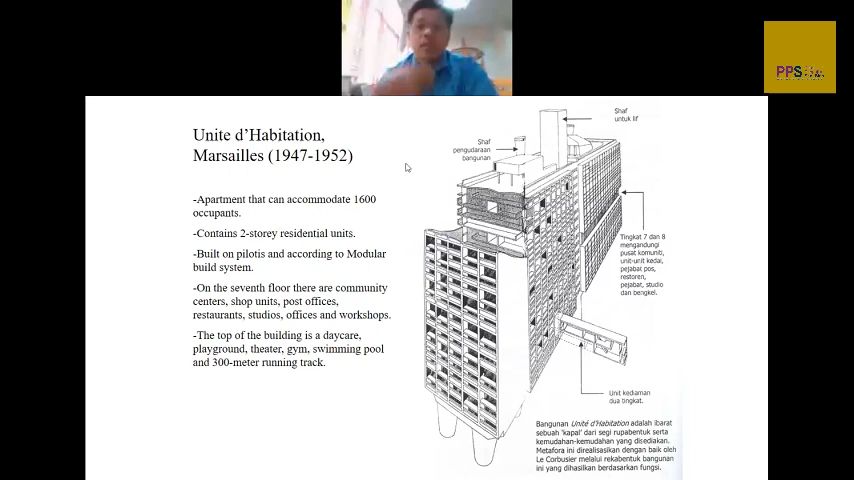 PPS
Unite d'Habitation,
Marsailles (1947-1952)
-Apartment that can accommodate 1600
occupants.
-Contains 2-storey residential units.
-Built on pilotis and according to Modular
build system.
-On the seventh floor there are community
centers, shop units, post offices,
restaurants, studios, offices and workshops.
-The top of the building is a daycare,
playground, theater, gym, swimming pool
and 300-meter running track.
Shaf
untuk lif
Shaf
pengudaraan
bangunan
Tingkat 7 dan 8
mengandungi
pusat komuniti,
unit-unit kedai,
pejabat pos,
restoren,
pejabat, studio
dan bengkel.
Unit kediaman
dua tingkat.
Bangunan Unité d'Habitation adalah ibarat
sebuah 'kapal' dari segi rupabentuk serta
kemudahan-kemudahan yang disediakan.
Metafora ini direalisasikan dengan baik oleh
Le Corbusier melalui rekabentuk bangunan
ini yang dihasilkan berdasarkan fungsi.